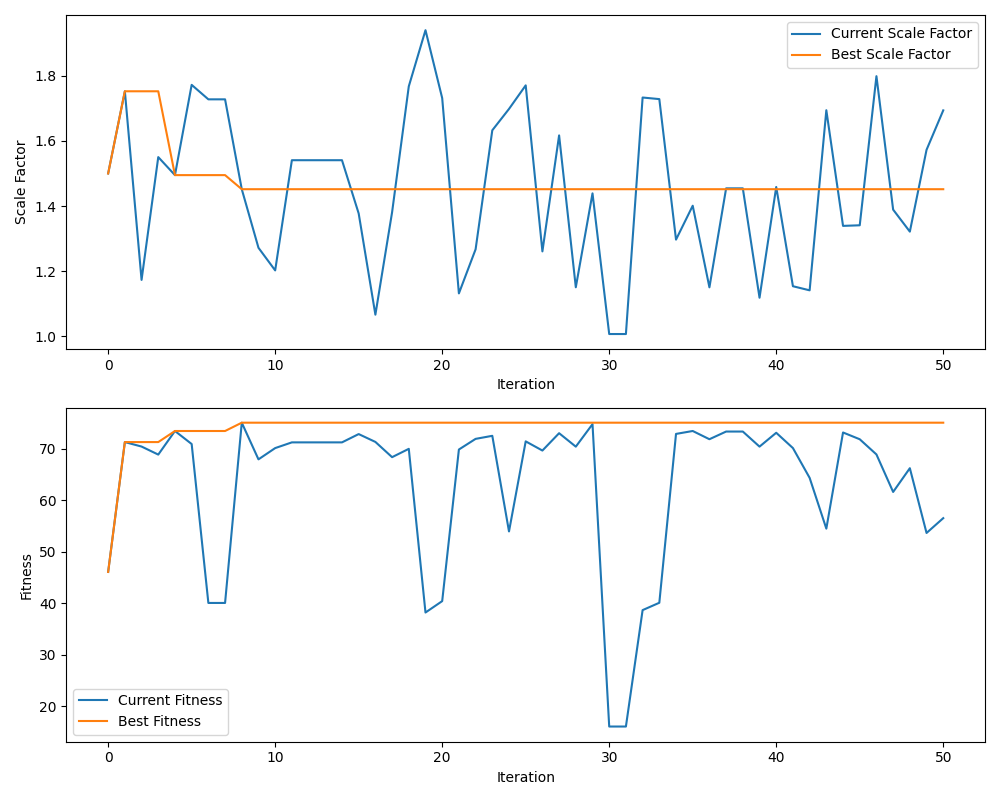 Current Scale Factor
Best Scale Factor
1.8
1.6
1.4
1.2
1.0
Scale Factor
0 10 20 30 40 50
Iteration
70
60
50
40
30
20
Fitness
Current Fitness
Best Fitness
0 10 20 30 40 50
Iteration